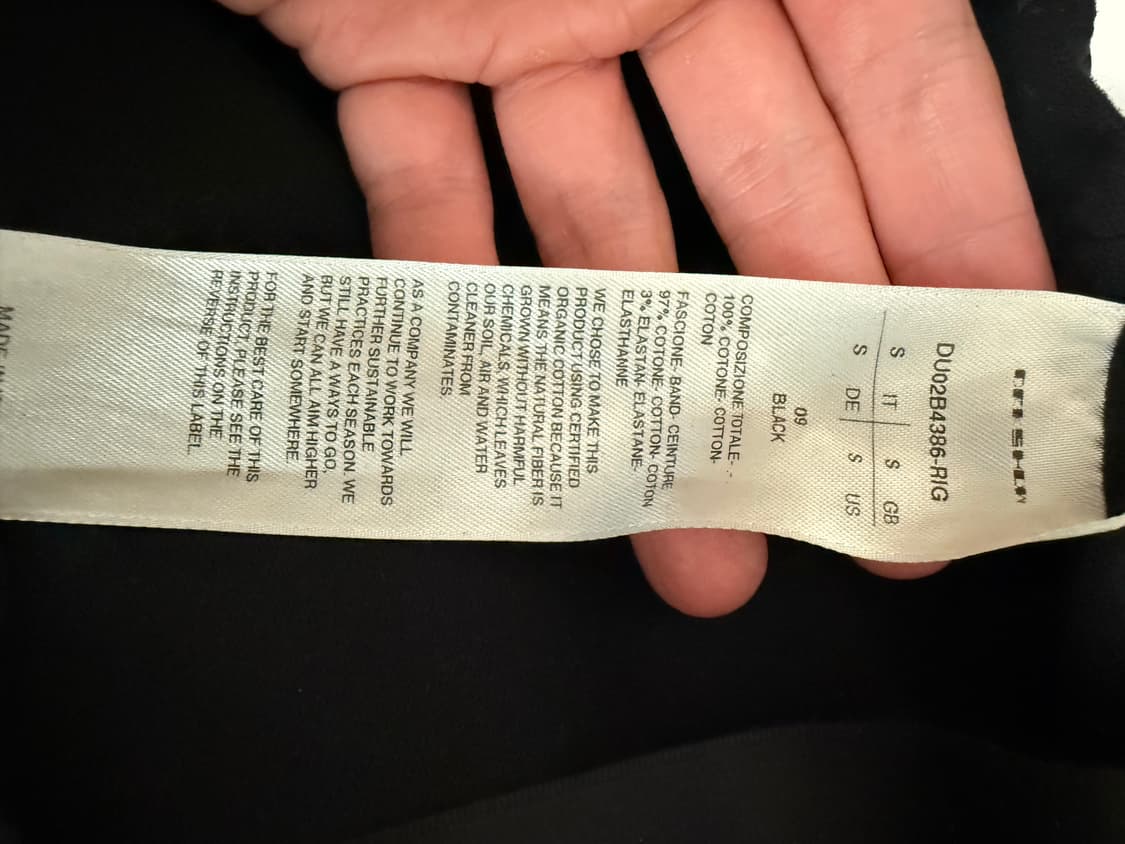 DU02B4386-RIG
S IT S GB
S DE S US
09
BLACK
COMPOSIZIONE TOTALE- -
100% COTONE- COTTON-
COTON
FASCIONE- BAND- CEINTURE
97% COTONE- COTTON- COTON
3% ELASTAN- ELASTANE-
ELASTHANNE
WE CHOSE TO MAKE THIS
PRODUCT USING CERTIFIED
ORGANIC COTTON BECAUSE IT
MEANS THE NATURAL FIBER IS
GROWN WITHOUT HARMFUL
CHEMICALS, WHICH LEAVES
OUR SOIL, AIR AND WATER
CLEANER FROM
CONTAMINATES
AS A COMPANY WE WILL
CONTINUE TO WORK TOWARDS
FURTHER SUSTAINABLE
PRACTICES EACH SEASON. WE
STILL HAVE A WAYS TO GO,
BUT WE CAN ALL AIM HIGHER
AND START SOMEWHERE.
FOR THE BEST CARE OF THIS
PRODUCT, PLEASE SEE THE
INSTRUCTIONS ON THE
REVERSE OF THIS LABEL.
MADE IN